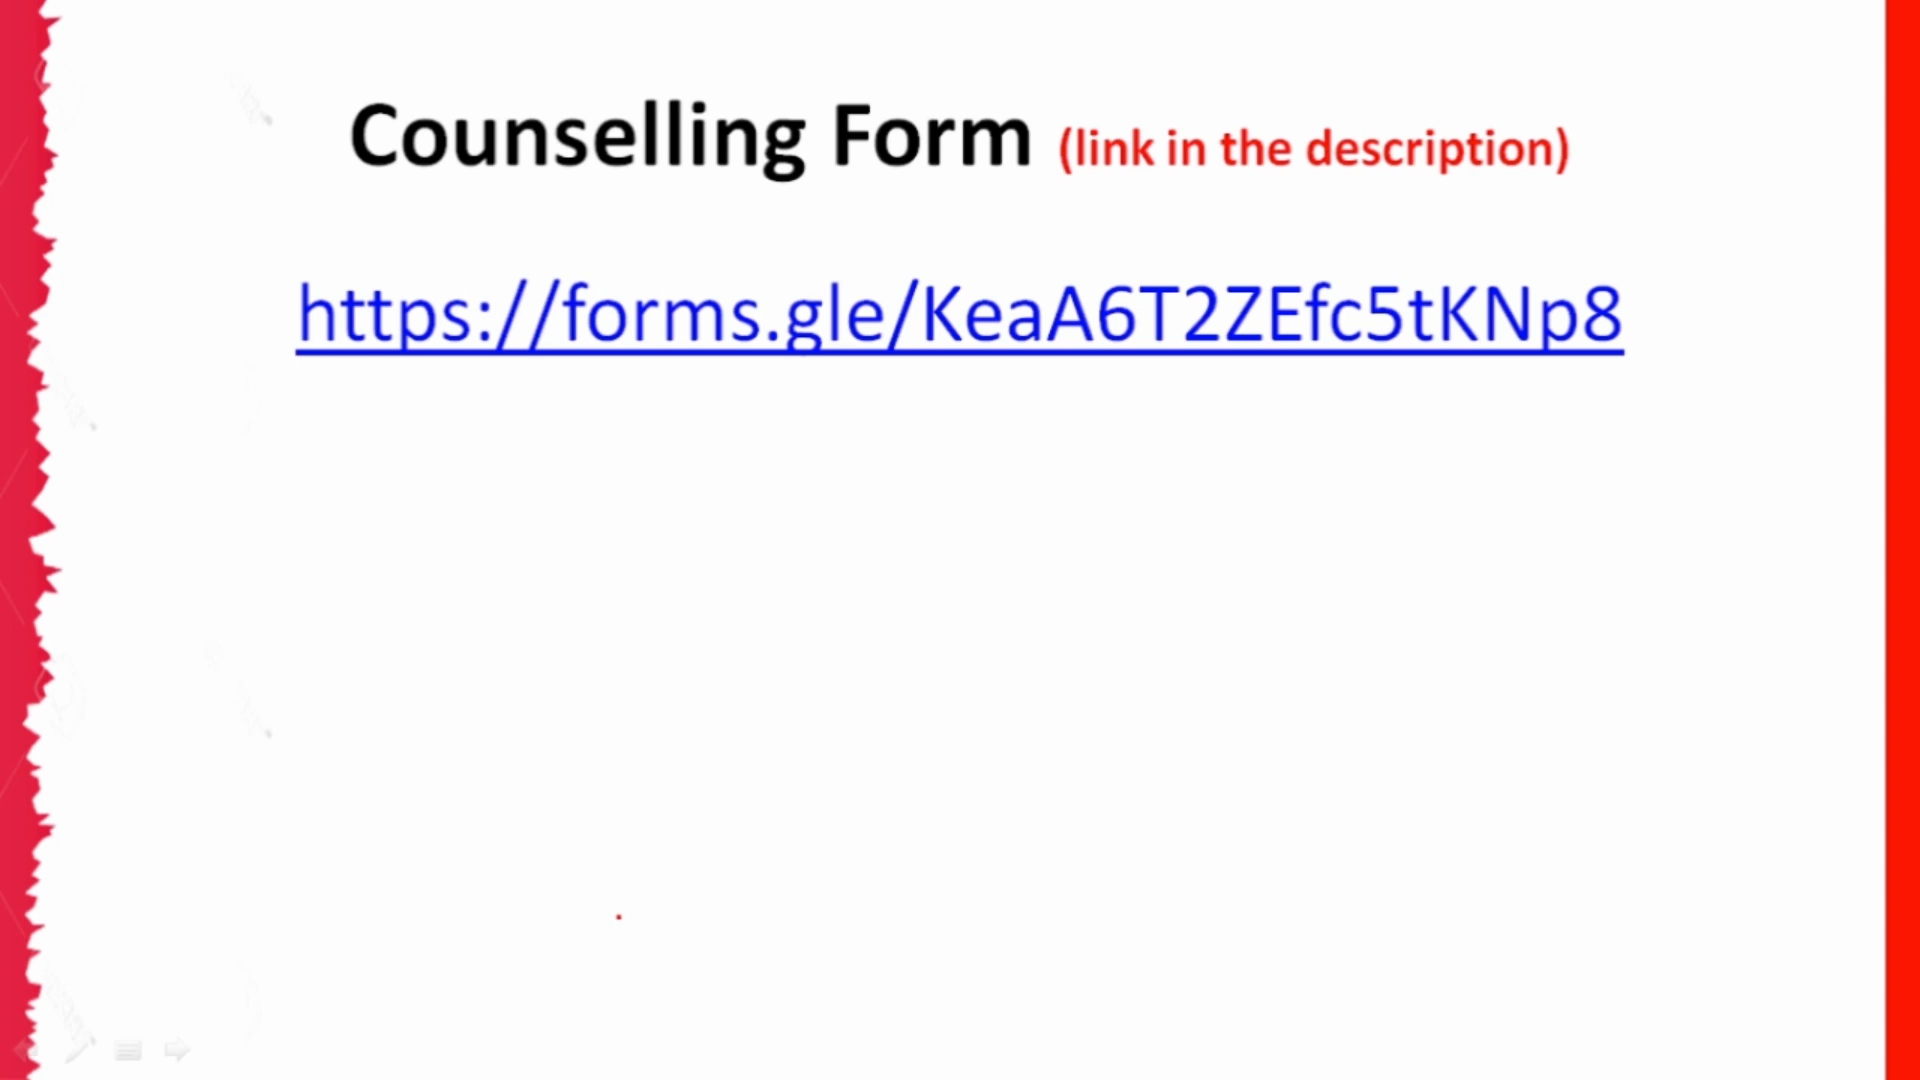 Counselling Form (link in the description)
https://forms.gle/KeaA6T2ZEfc5tKNp8